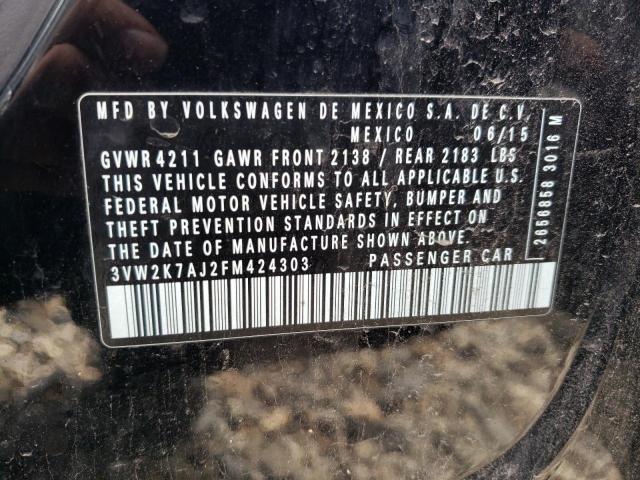 MFD BY VOLKSWAGEN DE MEXICO S.A. DE C.V.
MEXICO 06/15
GVWR 4211 GAWR FRONT 2138 / REAR 2183 LBS
THIS VEHICLE CONFORMS TO ALL APPLICABLE U.S.
FEDERAL MOTOR VEHICLE SAFETY, BUMPER AND
THEFT PREVENTION STANDARDS IN EFFECT ON
THE DATE OF MANUFACTURE SHOWN ABOVE.
3VW2K7AJ2FM424303 PASSENGER CAR
2656858 3016 M